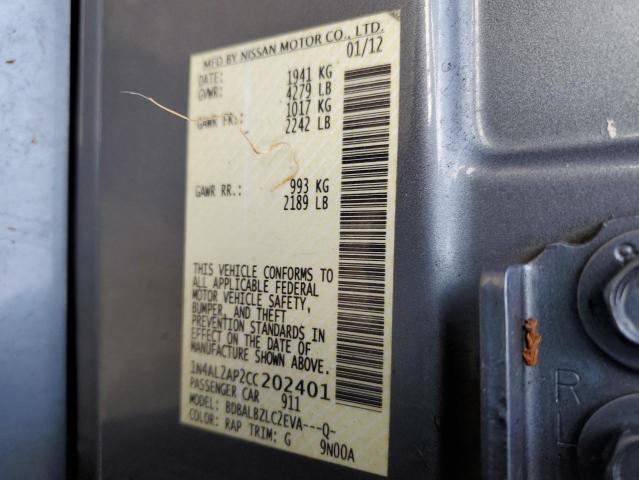 MFD BY NISSAN MOTOR CO., LTD.
DATE: 01/12
GVWR: 1941 KG
4279 LB
GAWR FR.: 1017 KG
2242 LB
GAWR RR.: 993 KG
2189 LB
THIS VEHICLE CONFORMS TO
ALL APPLICABLE FEDERAL
MOTOR VEHICLE SAFETY,
BUMPER, AND THEFT
PREVENTION STANDARDS IN
EFFECT ON THE DATE OF
MANUFACTURE SHOWN ABOVE.
1N4AL2AP2CC202401
PASSENGER CAR 911
MODEL: BDBALBZLC2EVA---Q-
COLOR: RAP TRIM: G 9N00A
R
L